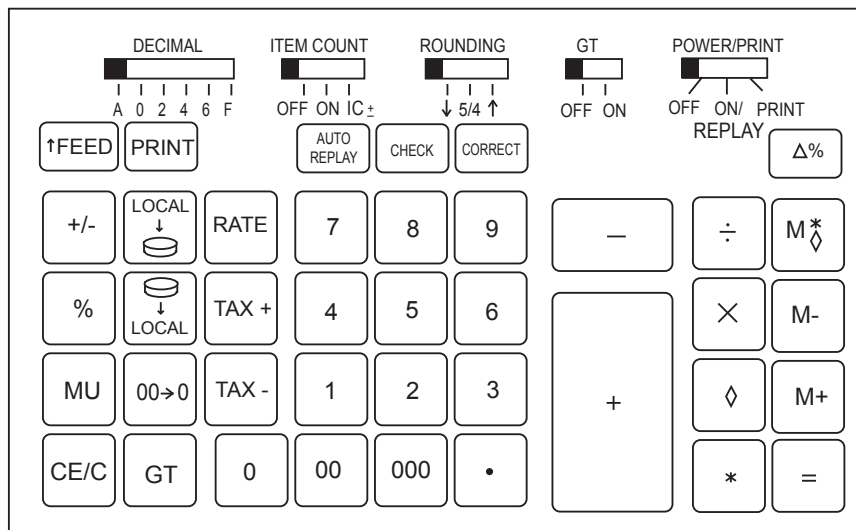 DECIMAL ITEM COUNT ROUNDING GT POWER/PRINT
A 0 2 4 6 F OFF ON IC ± ↓ 5/4 ↑ OFF ON OFF ON/ PRINT
REPLAY
↑FEED PRINT AUTO REPLAY CHECK CORRECT Δ%
+/- LOCAL ↓ RATE 7 8 9 — ÷ M*◊
% ↓ LOCAL TAX + 4 5 6 × M-
MU 00→0 TAX - 1 2 3 + ◊ M+
CE/C GT 0 00 000 • * =